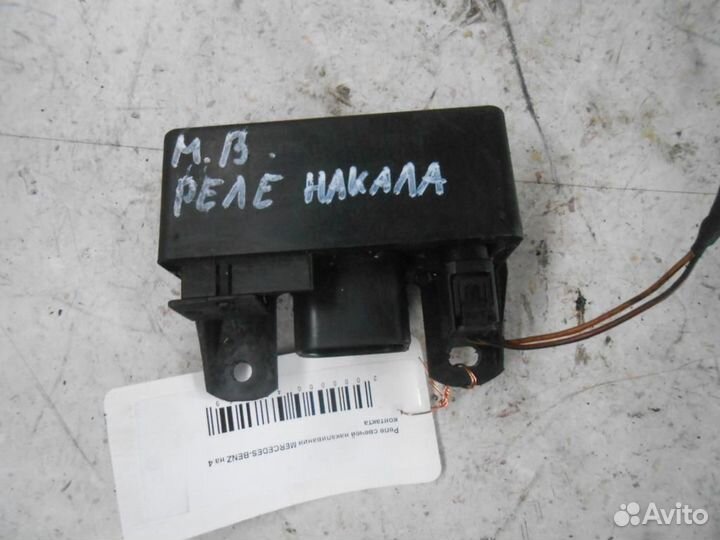 М.В.
РЕЛЕ НАКАЛА
Реле свечей накаливания MERCEDES-BENZ на 4
контакта
Avito